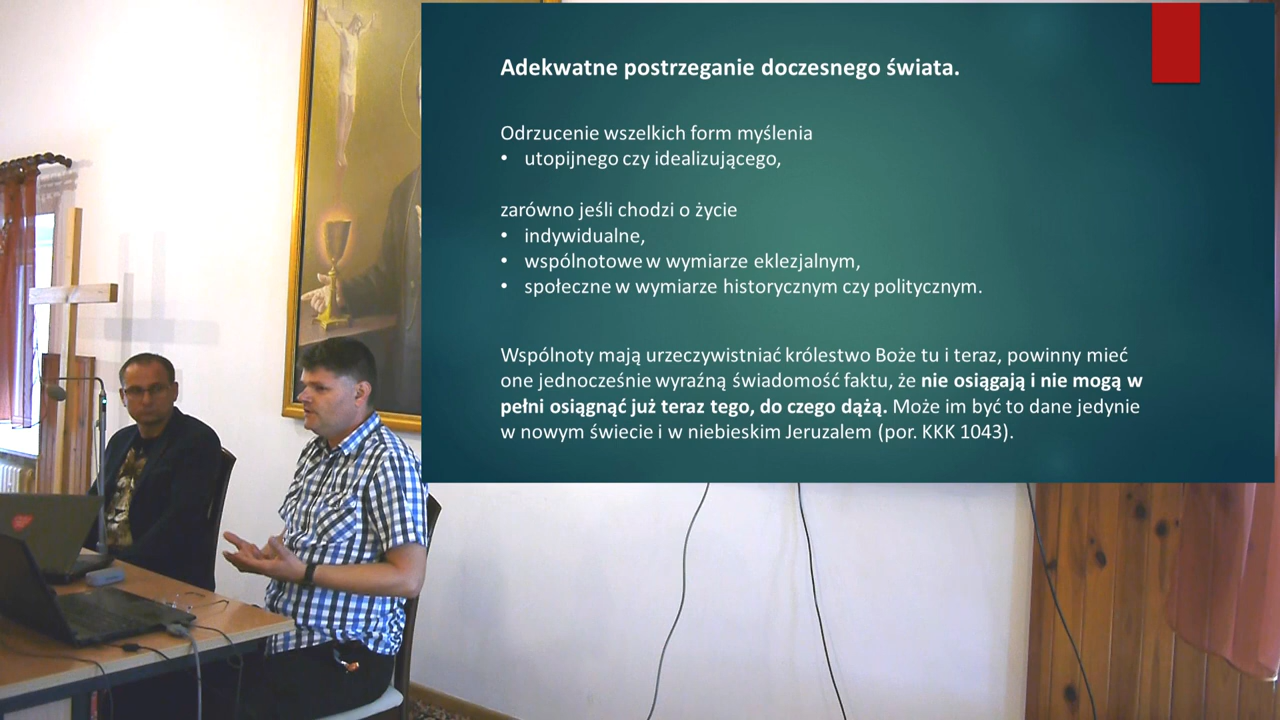 Adekwatne postrzeganie doczesnego świata.
Odrzucenie wszelkich form myślenia
• utopijnego czy idealizującego,
zarówno jeśli chodzi o życie
• indywidualne,
• wspólnotowe w wymiarze eklezjalnym,
• społeczne w wymiarze historycznym czy politycznym.
Wspólnoty mają urzeczywistniać królestwo Boże tu i teraz, powinny mieć
one jednocześnie wyraźną świadomość faktu, że nie osiągają i nie mogą w
pełni osiągnąć już teraz tego, do czego dążą. Może im być to dane jedynie
w nowym świecie i w niebieskim Jeruzalem (por. KKK 1043).